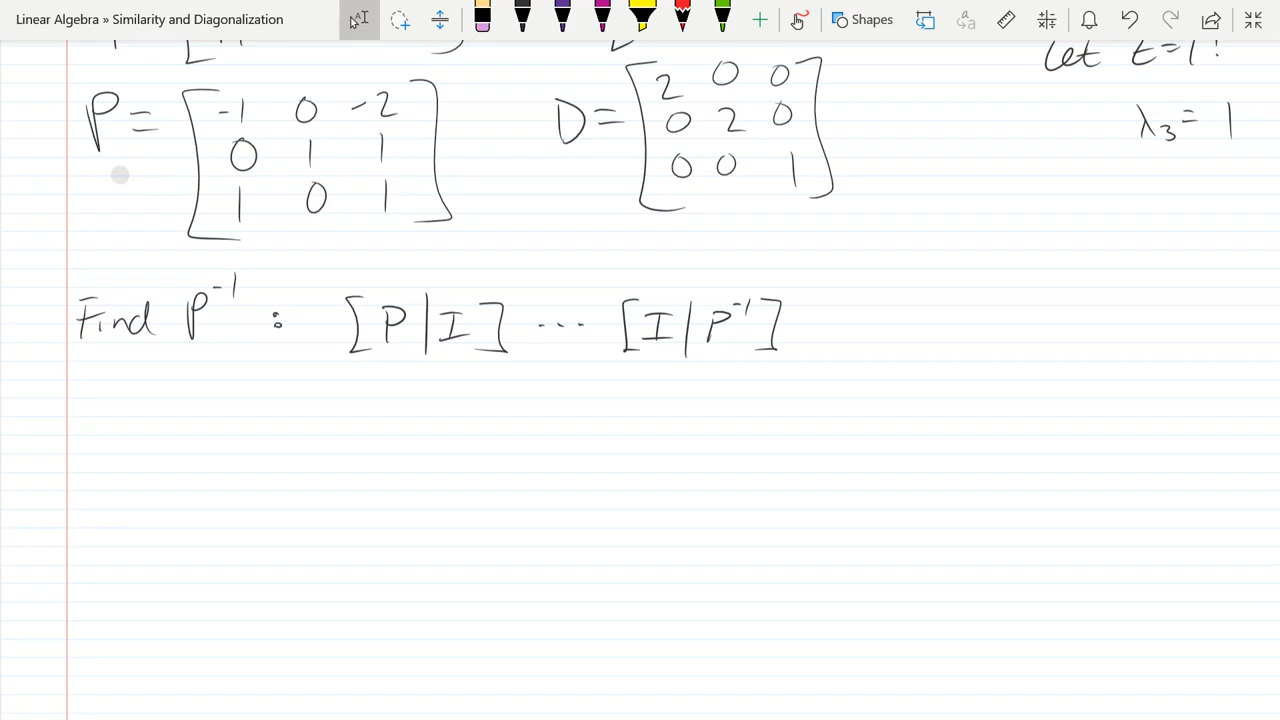 Linear Algebra » Similarity and Diagonalization
Shapes
let t=1!
P = [-1 0 -2
0 1 1
1 0 1]
D = [2 0 0
0 2 0
0 0 1]
λ₃ = 1
Find P⁻¹ : [P | I] ... [I | P⁻¹]